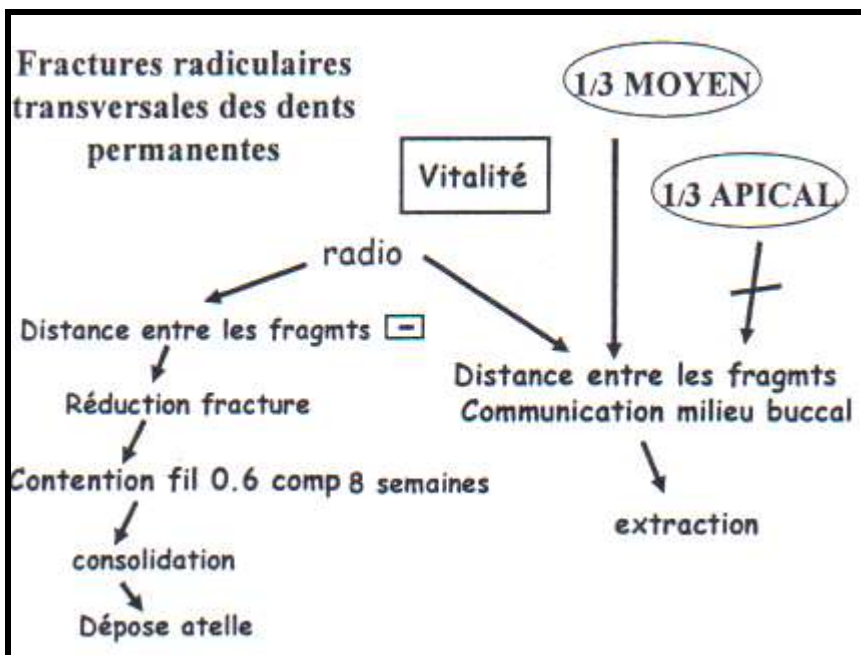 Fractures radiculaires
transversales des dents
permanentes
1/3 MOYEN
Vitalité
1/3 APICAL
radio
Distance entre les fragmts -
Réduction fracture
Contention fil 0.6 comp 8 semaines
consolidation
Dépose atelle
Distance entre les fragmts
Communication milieu buccal
extraction